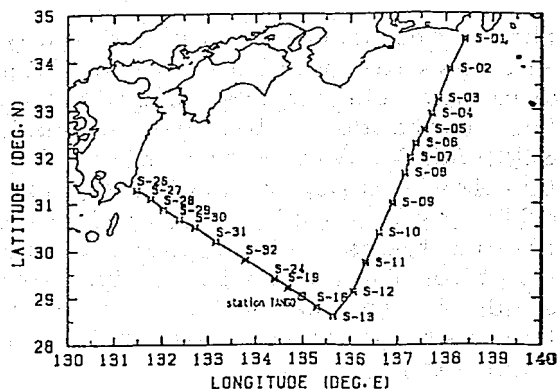 35
34
33
32
31
30
29
28
LATITUDE (DEG.N)
S-01
S-02
S-03
S-04
S-05
S-06
S-07
S-08
S-09
S-10
S-11
S-12
S-13
S-26
S-27
S-28
S-29
S-30
S-31
S-32
S-24
S-19
station TANGO
S-16
130 131 132 133 134 135 136 137 138 139 140
LONGITUDE (DEG.E)